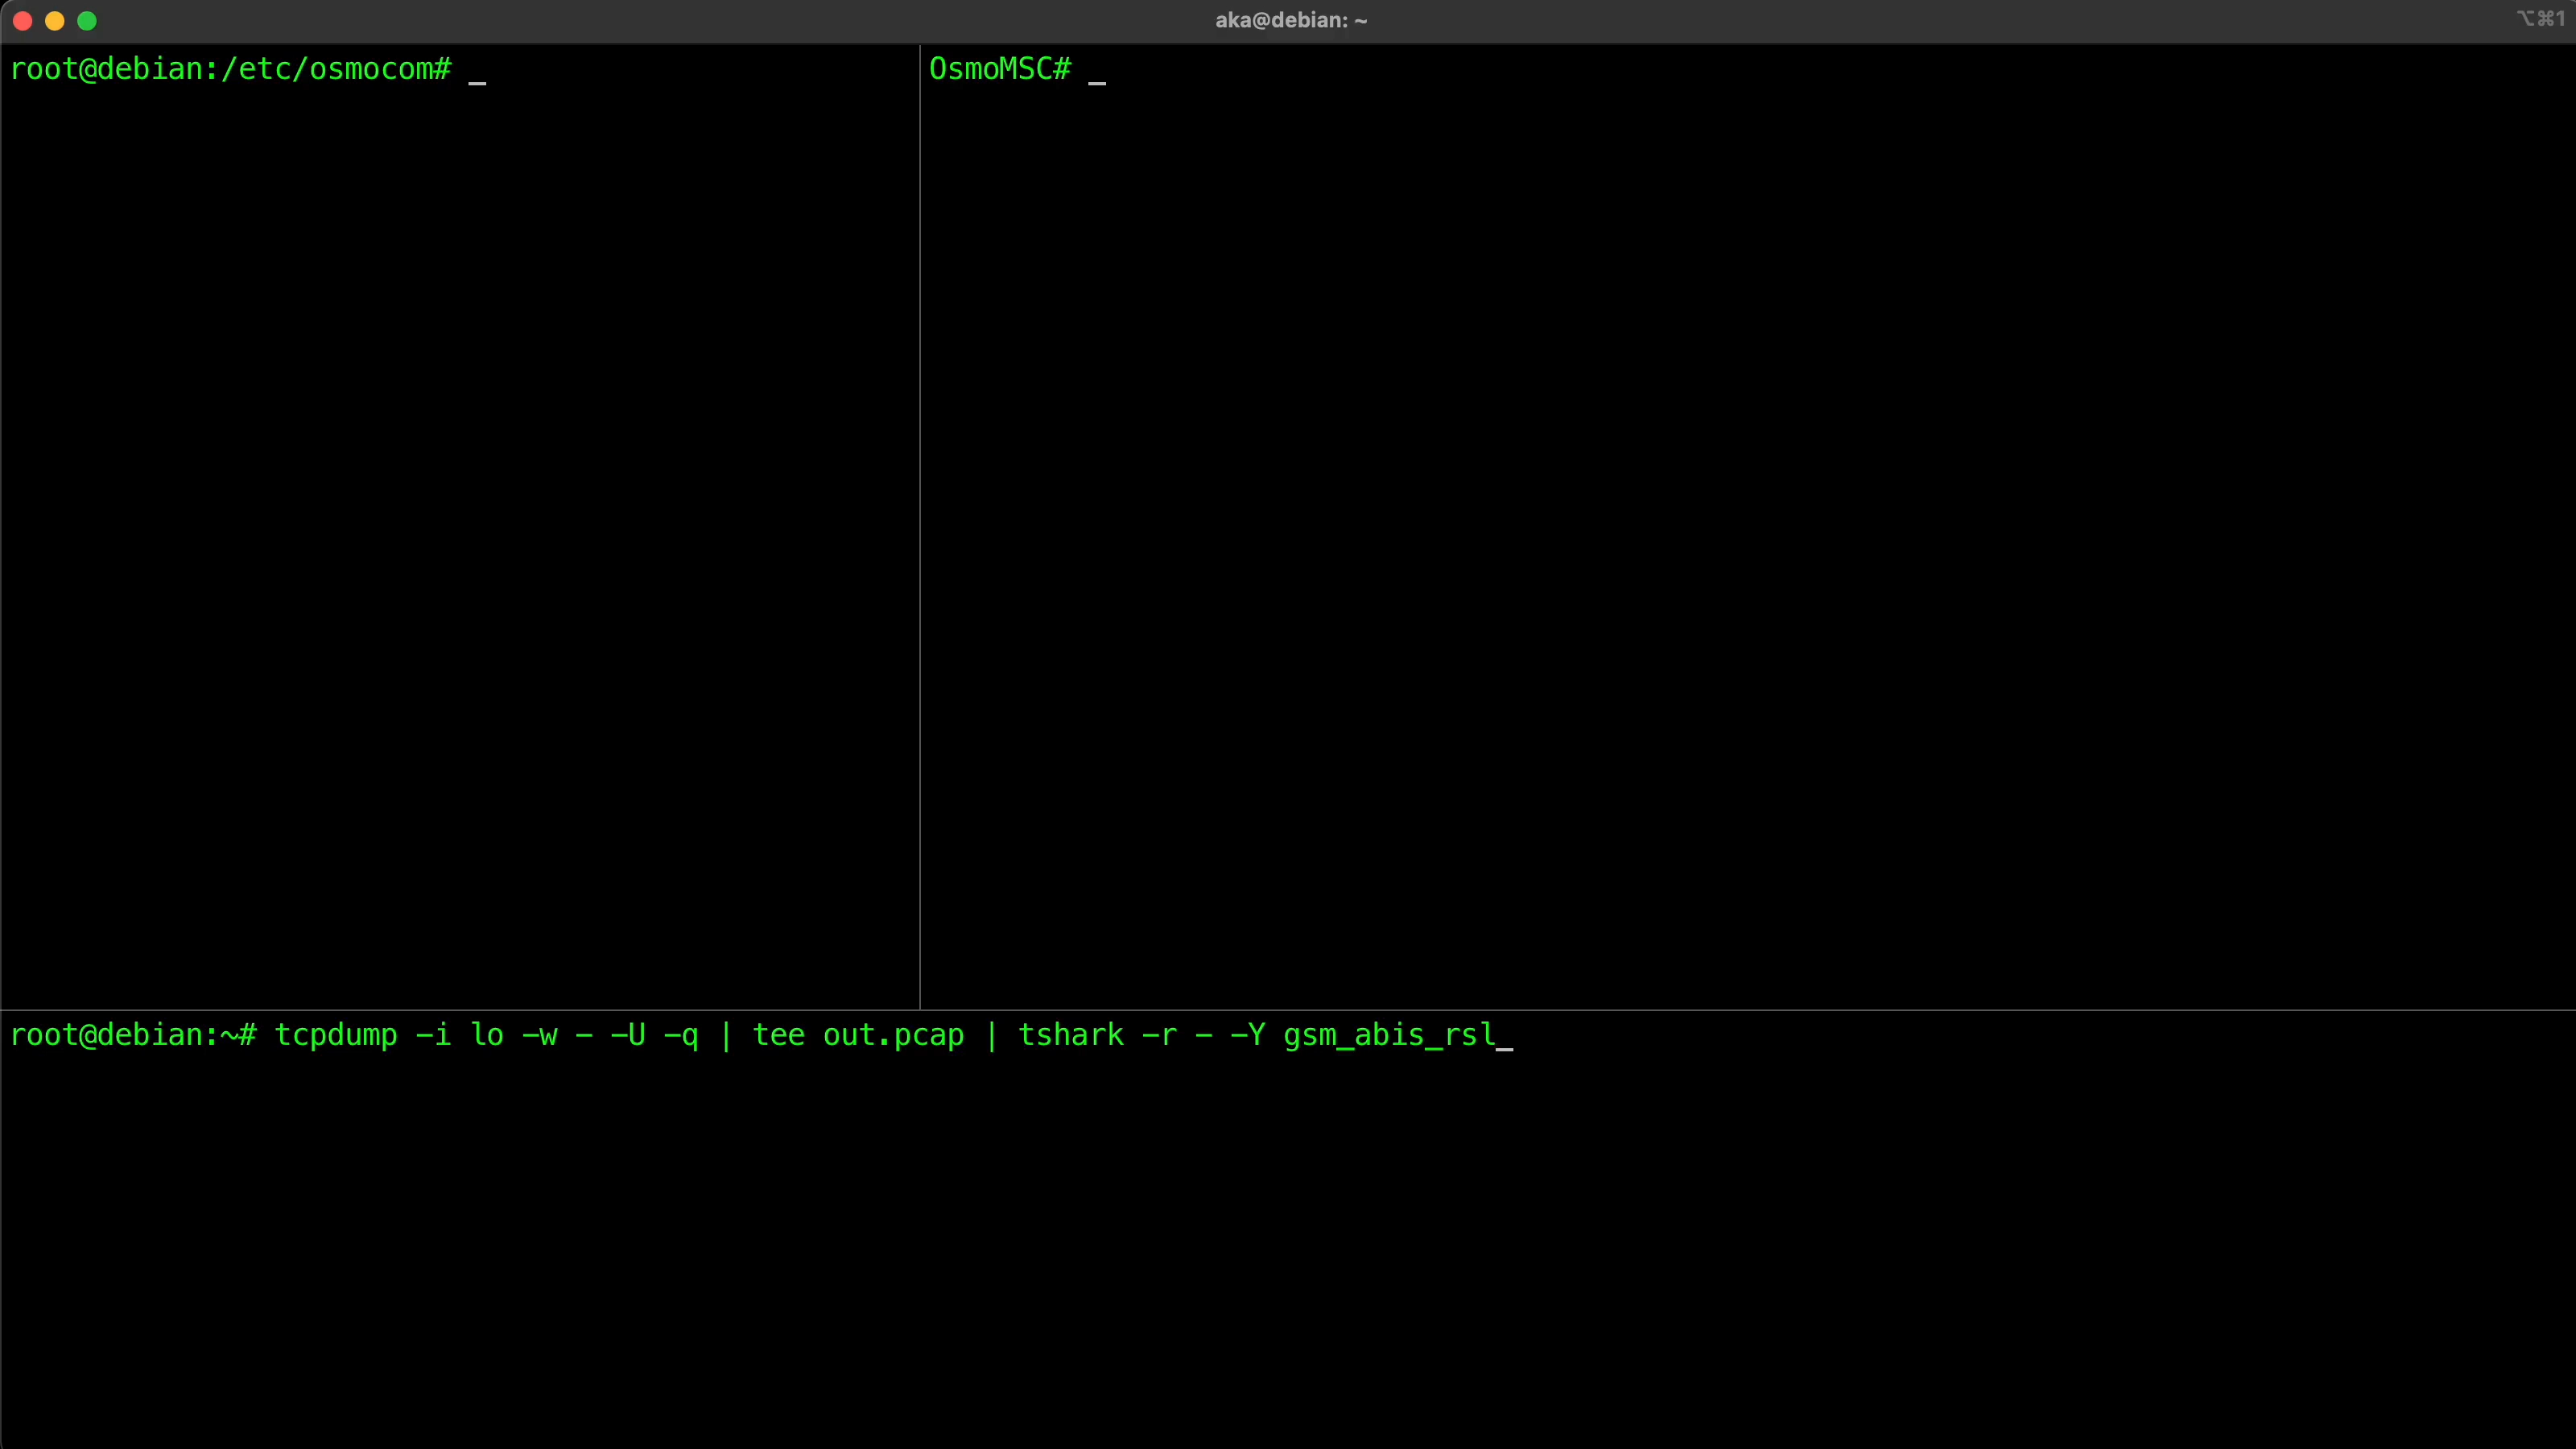 aka@debian: ~
⌥⌘1
root@debian:/etc/osmocom# _
OsmoMSC# _
root@debian:~# tcpdump -i lo -w - -U -q | tee out.pcap | tshark -r - -Y gsm_abis_rsl_